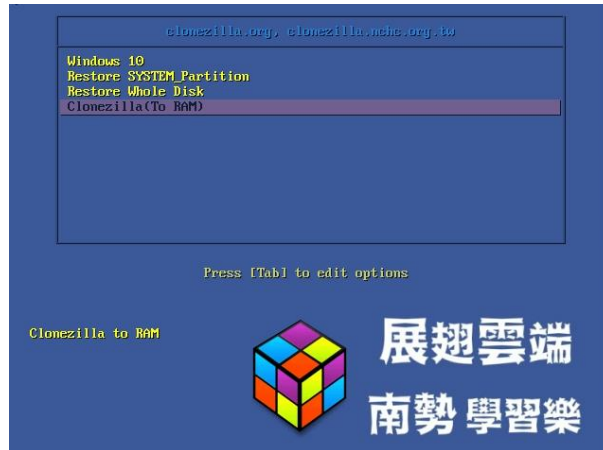 clonezilla.org, clonezilla.nchc.org.tw
Windows 10
Restore SYSTEM_Partition
Restore Whole Disk
Clonezilla(To RAM)
Press [Tab] to edit options
Clonezilla to RAM
展翅雲端
南勢 學習樂